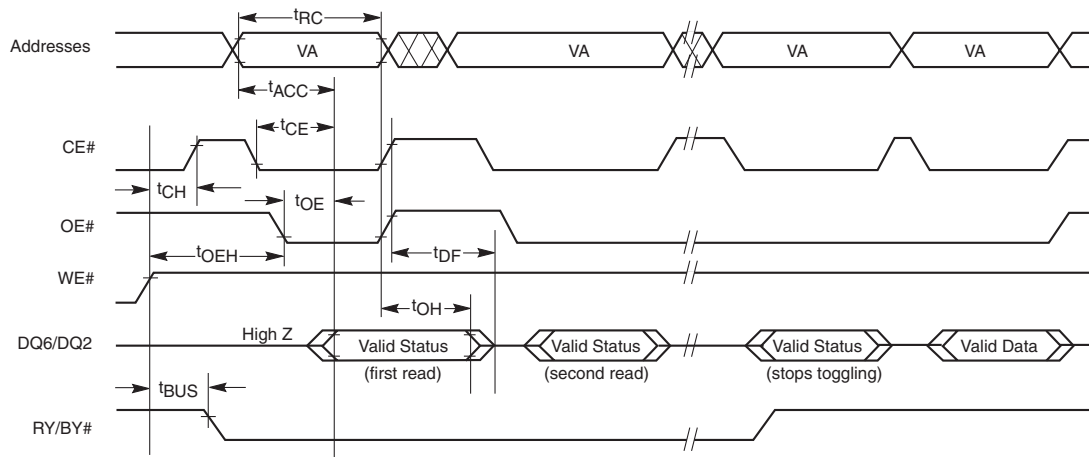 tRC
Addresses VA VA VA VA
tACC
tCE
CE#
tCH
tOE
OE#
tOEH
tDF
WE#
tOH
High Z
DQ6/DQ2 Valid Status Valid Status Valid Status Valid Data
(first read) (second read) (stops toggling)
tBUS
RY/BY#